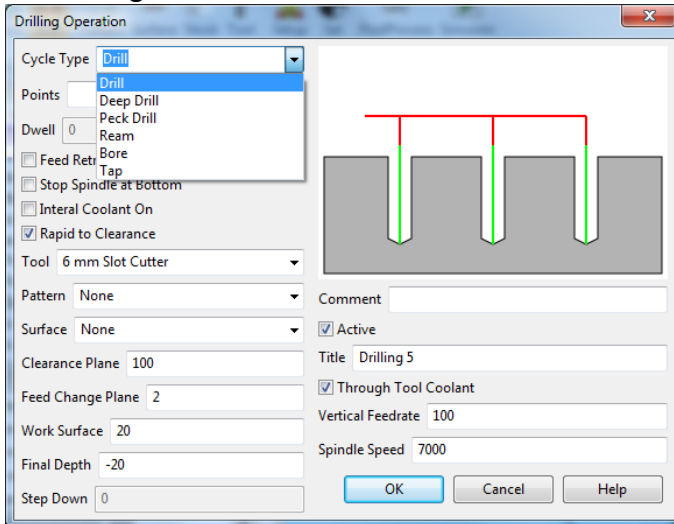 Drilling Operation
Cycle Type Drill
Drill
Deep Drill
Peck Drill
Ream
Bore
Tap
Points
Dwell 0
Feed Retr
Stop Spindle at Bottom
Interal Coolant On
Rapid to Clearance
Tool 6 mm Slot Cutter
Pattern None
Surface None
Clearance Plane 100
Feed Change Plane 2
Work Surface 20
Final Depth -20
Step Down 0
Comment
Active
Title Drilling 5
Through Tool Coolant
Vertical Feedrate 100
Spindle Speed 7000
OK Cancel Help